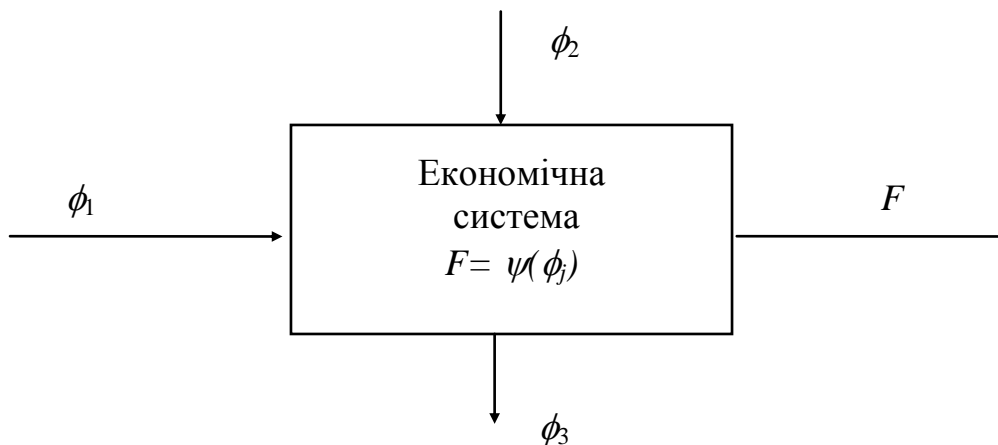 ϕ2
Економічна
система
F= ψ(ϕj)
ϕ1
F
ϕ3